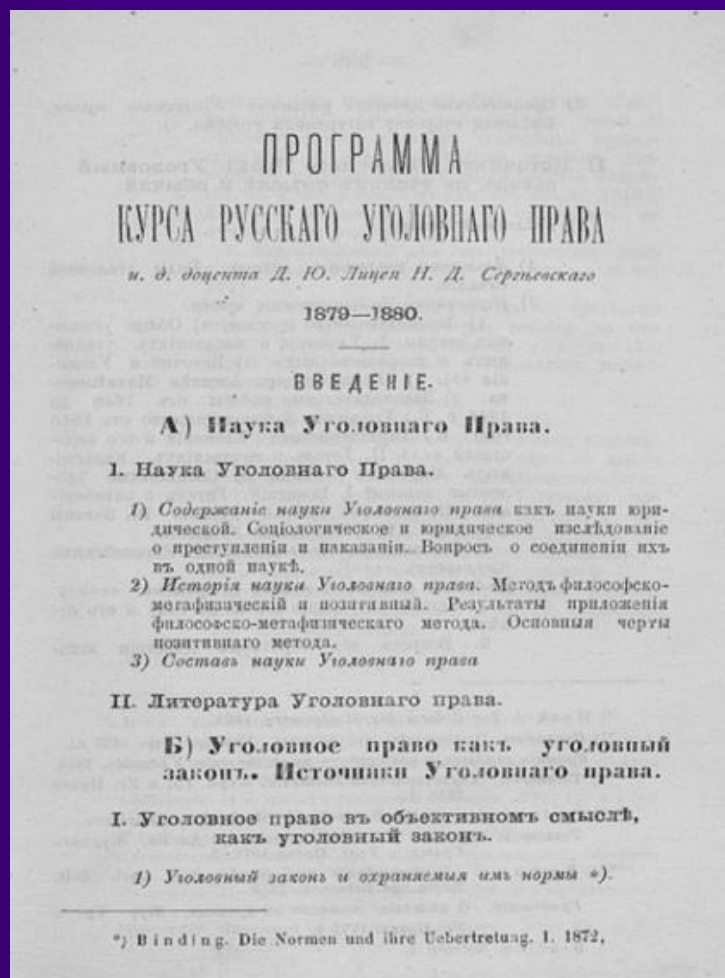 ПРОГРАММА
КУРСА РУССКАГО УГОЛОВНАГО ПРАВА
и. д. доцента Д. Ю. Лицея Н. Д. Сергѣевскаго
1879—1880.
ВВЕДЕНІЕ.
А) Наука Уголовнаго Права.
I. Наука Уголовнаго Права.
1) Содержаніе науки Уголовнаго права какъ науки юри-
дической. Соціологическое и юридическое изслѣдованіе
о преступленіи и наказаніи. Вопросъ о соединеніи ихъ
въ одной наукѣ.
2) Исторія науки Уголовнаго права. Методъ философско-
метафизическій и позитивный. Результаты приложенія
философско-метафизическаго метода. Основныя черты
позитивнаго метода.
3) Составъ науки Уголовнаго права
II. Литература Уголовнаго права.
Б) Уголовное право какъ уголовный
законъ. Источники Уголовнаго права.
I. Уголовное право въ объективномъ смыслѣ,
какъ уголовный законъ.
1) Уголовный законъ и охраняемыя имъ нормы *).
*) Binding. Die Normen und ihre Uebertretung. 1. 1872,